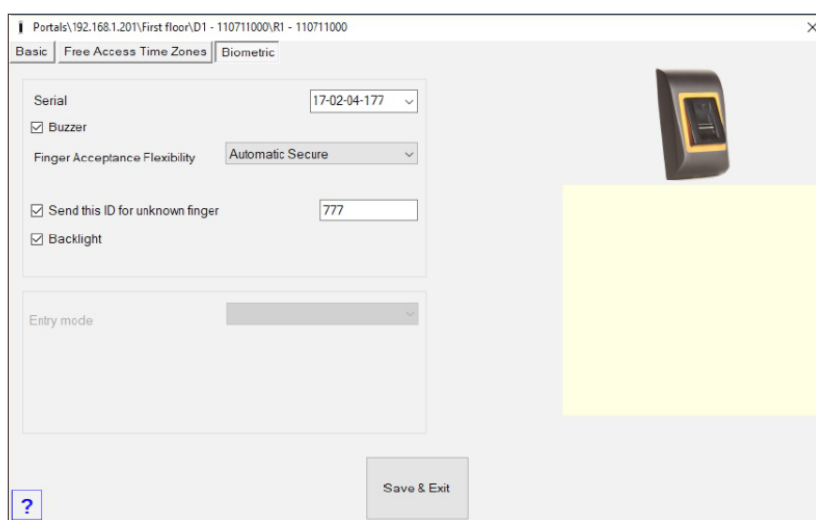 Portals\192.168.1.201\First floor\D1 - 110711000\R1 - 110711000
Basic Free Access Time Zones Biometric
Serial 17-02-04-177
Buzzer
Finger Acceptance Flexibility Automatic Secure
Send this ID for unknown finger 777
Backlight
Entry mode
Save & Exit
?